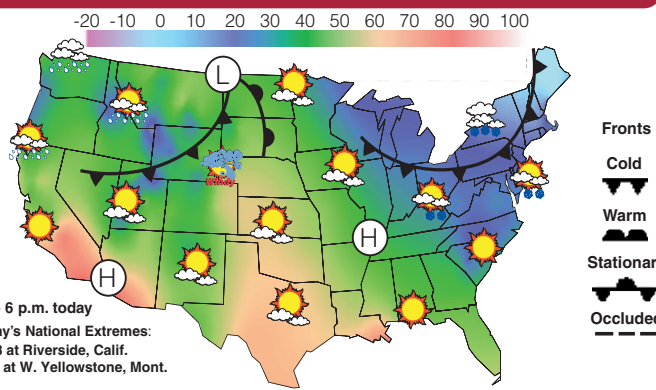 -20 -10 0 10 20 30 40 50 60 70 80 90 100
L
Windy
H
H
Fronts
Cold
Warm
Stationar
Occluded
6 p.m. today
y's National Extremes:
at Riverside, Calif.
at W. Yellowstone, Mont.